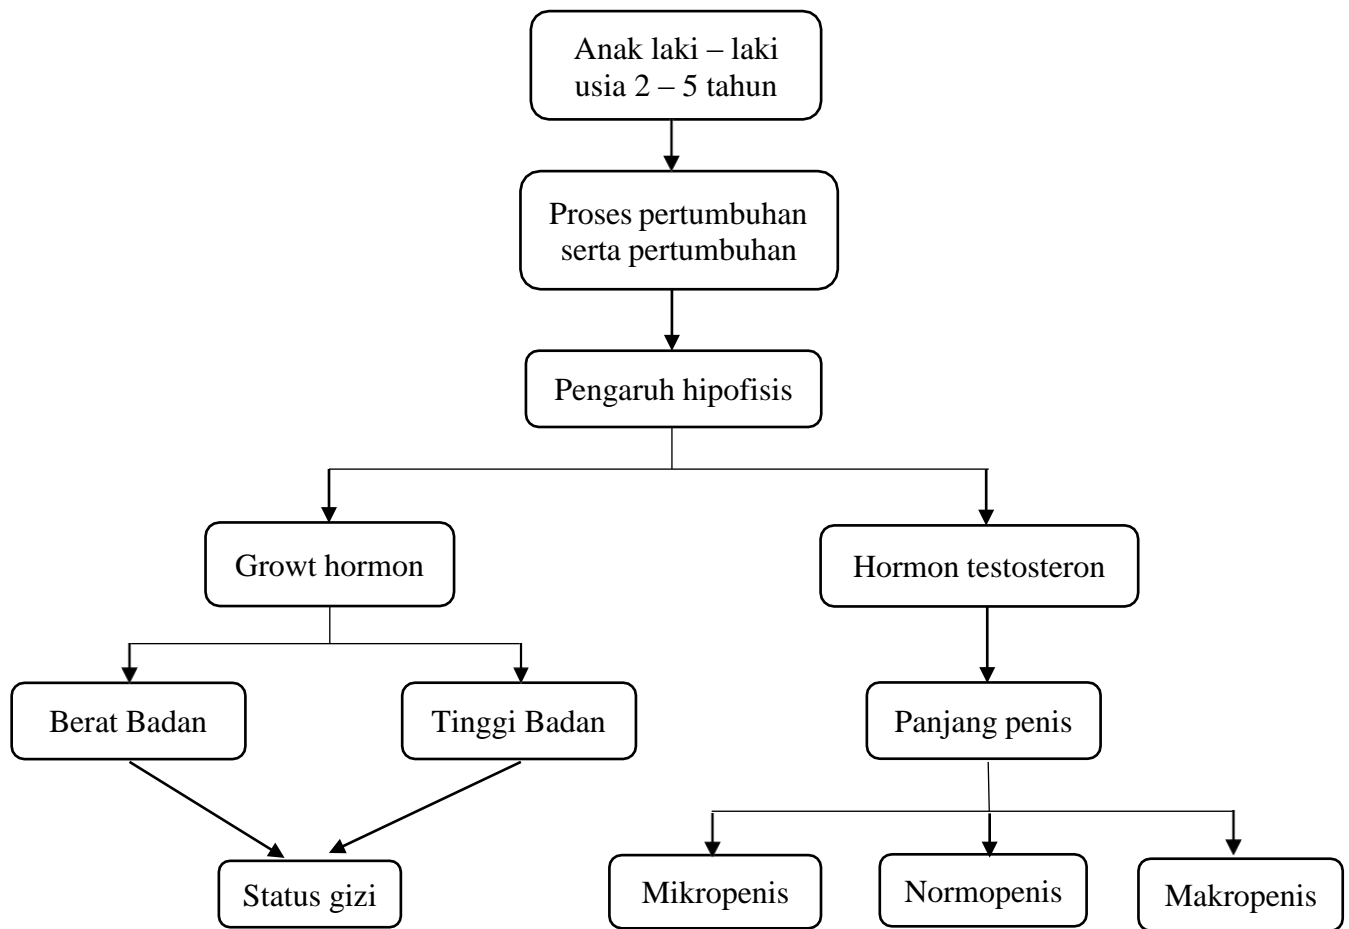 Anak laki – laki
usia 2 – 5 tahun
Proses pertumbuhan
serta pertumbuhan
Pengaruh hipofisis
Growt hormon
Hormon testosteron
Berat Badan
Tinggi Badan
Panjang penis
Status gizi
Mikropenis
Normopenis
Makropenis